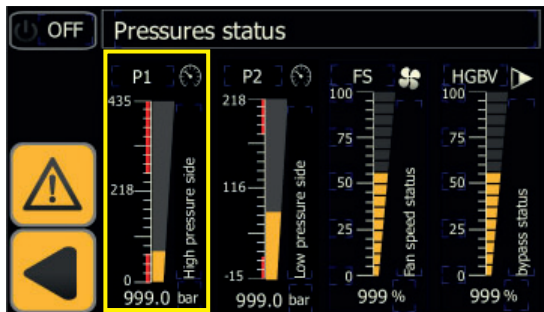 OFF
Pressures status
P1
435
218
0
High pressure side
999.0 bar
P2
218
116
-15
Low pressure side
999.0 bar
FS
100
75
50
25
0
Fan speed status
999 %
HGBV
100
75
50
25
0
bypass status
999 %